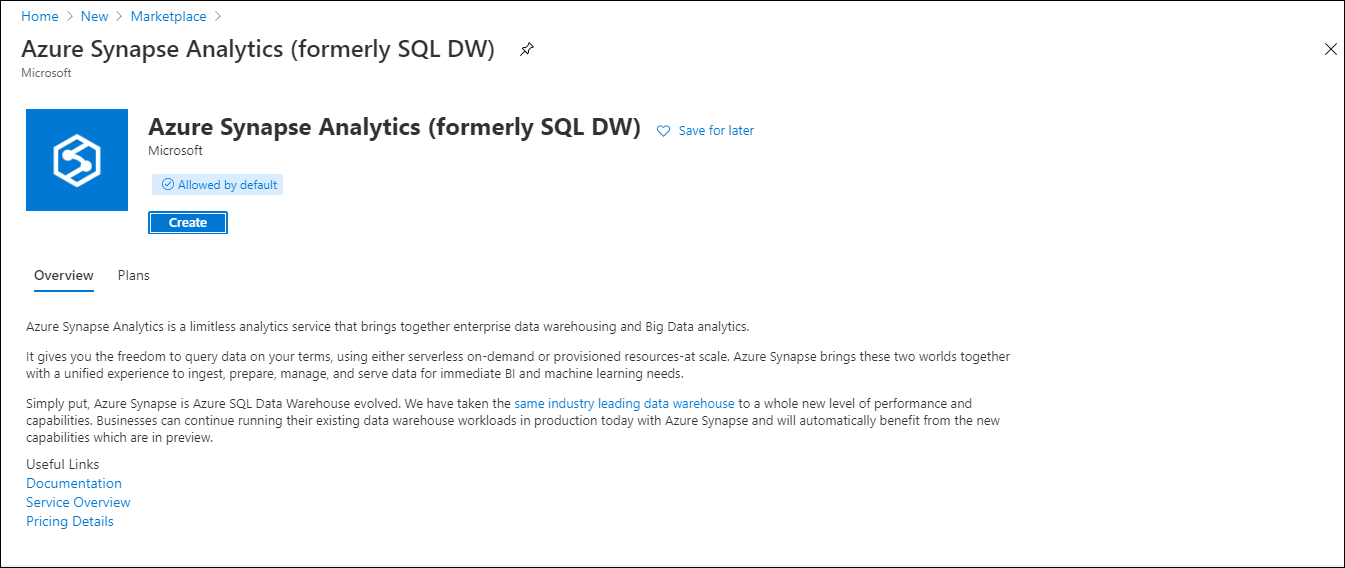 Home > New > Marketplace >
Azure Synapse Analytics (formerly SQL DW)
Microsoft
Azure Synapse Analytics (formerly SQL DW)
Save for later
Microsoft
Allowed by default
Create
Overview Plans
Azure Synapse Analytics is a limitless analytics service that brings together enterprise data warehousing and Big Data analytics.
It gives you the freedom to query data on your terms, using either serverless on-demand or provisioned resources-at scale. Azure Synapse brings these two worlds together
with a unified experience to ingest, prepare, manage, and serve data for immediate BI and machine learning needs.
Simply put, Azure Synapse is Azure SQL Data Warehouse evolved. We have taken the same industry leading data warehouse to a whole new level of performance and
capabilities. Businesses can continue running their existing data warehouse workloads in production today with Azure Synapse and will automatically benefit from the new
capabilities which are in preview.
Useful Links
Documentation
Service Overview
Pricing Details